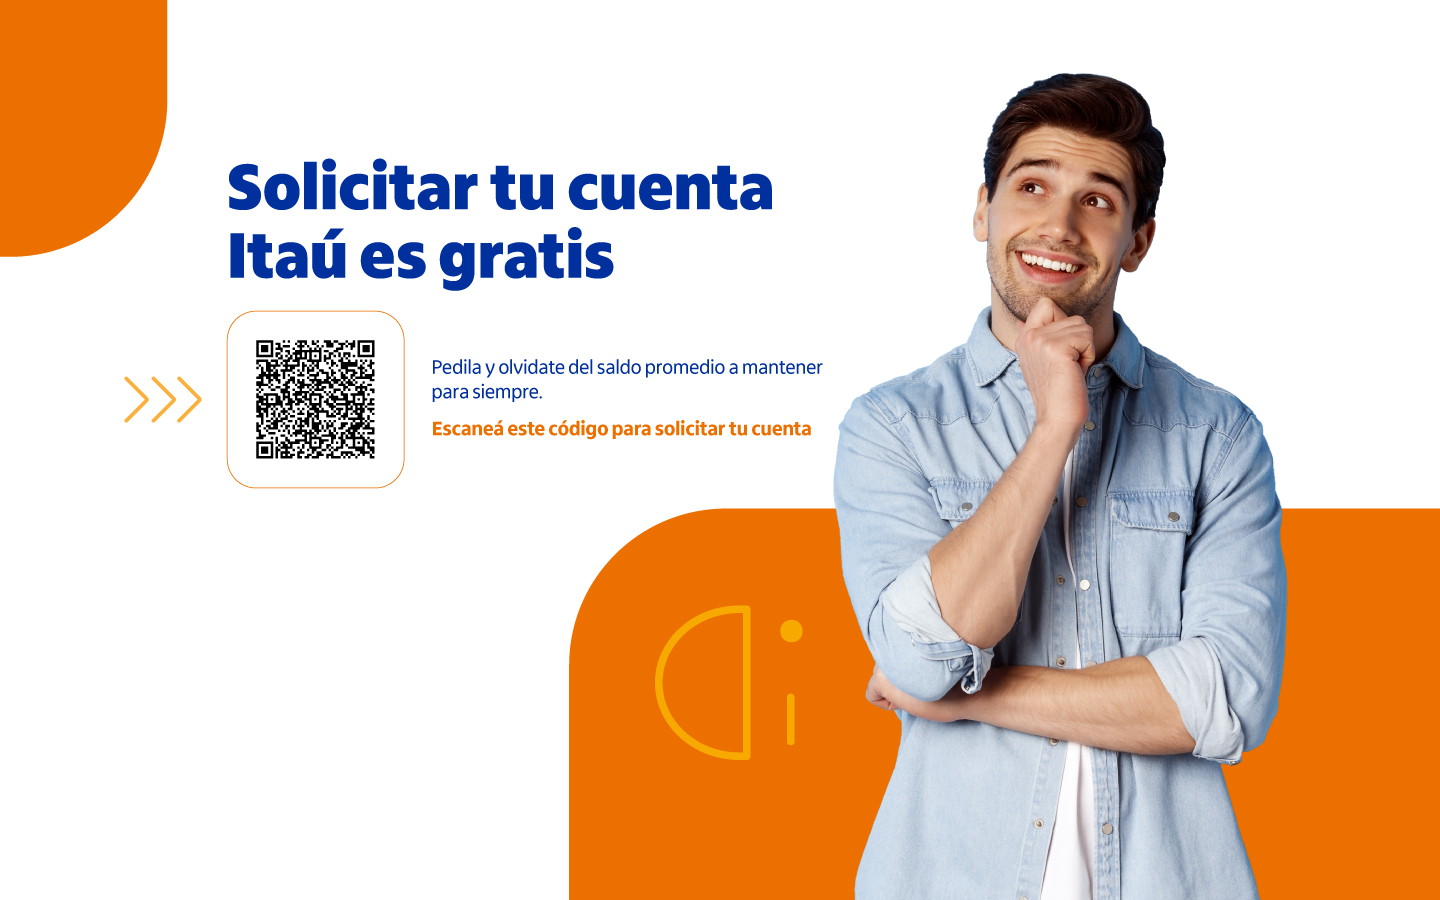 Solicitar tu cuenta
Itaú es gratis
Pedila y olvidate del saldo promedio a mantener
para siempre.
Escaneá este código para solicitar tu cuenta